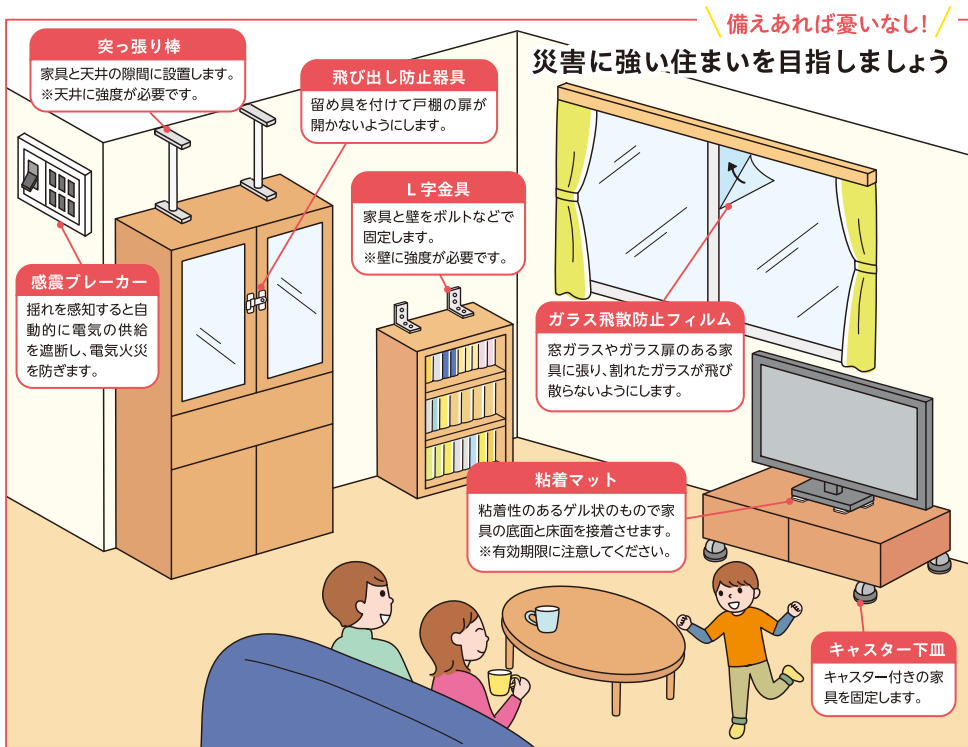 備えあれば憂いなし!
災害に強い住まいを目指しましょう
突っ張り棒
家具と天井の隙間に設置します。
※天井に強度が必要です。
飛び出し防止器具
留め具を付けて戸棚の扉が
開かないようにします。
L字金具
家具と壁をボルトなどで
固定します。
※壁に強度が必要です。
感震ブレーカー
揺れを感知すると自
動的に電気の供給
を遮断し、電気火災
を防ぎます。
ガラス飛散防止フィルム
窓ガラスやガラス扉のある家
具に張り、割れたガラスが飛び
散らないようにします。
粘着マット
粘着性のあるゲル状のもので家
具の底面と床面を接着させます。
※有効期限に注意してください。
キャスター下皿
キャスター付きの家
具を固定します。